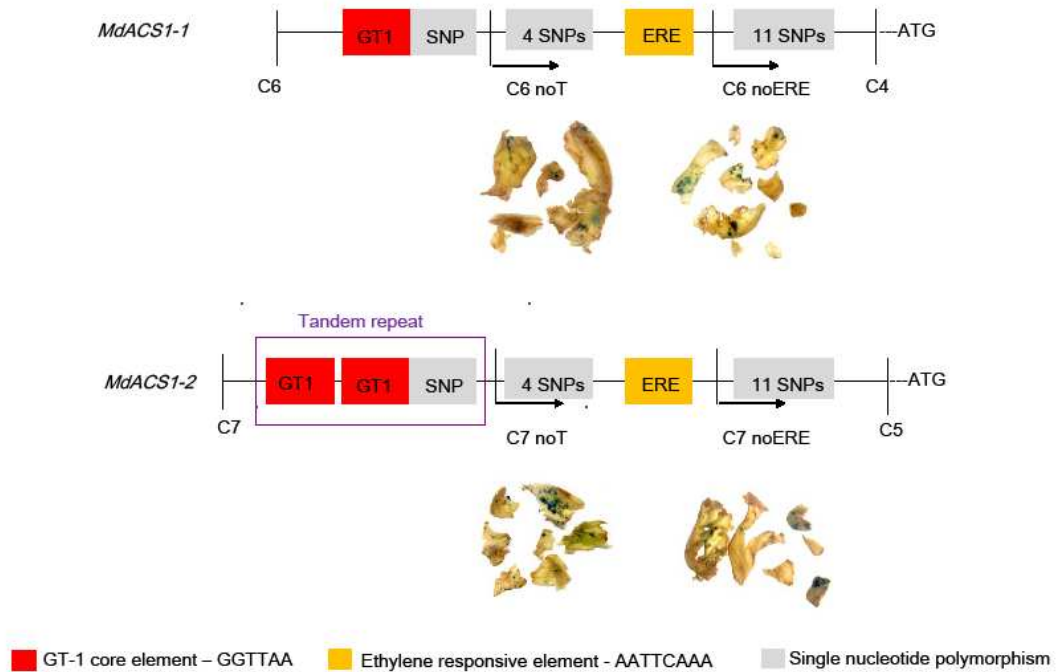 MdACS1-1 GT1 SNP 4 SNPs ERE 11 SNPs ---ATG
C6 C6 noT C6 noERE C4
Tandem repeat
MdACS1-2 GT1 GT1 SNP 4 SNPs ERE 11 SNPs ---ATG
C7 C7 noT C7 noERE C5
GT-1 core element – GGTTAA Ethylene responsive element - AATTCAAA Single nucleotide polymorphism